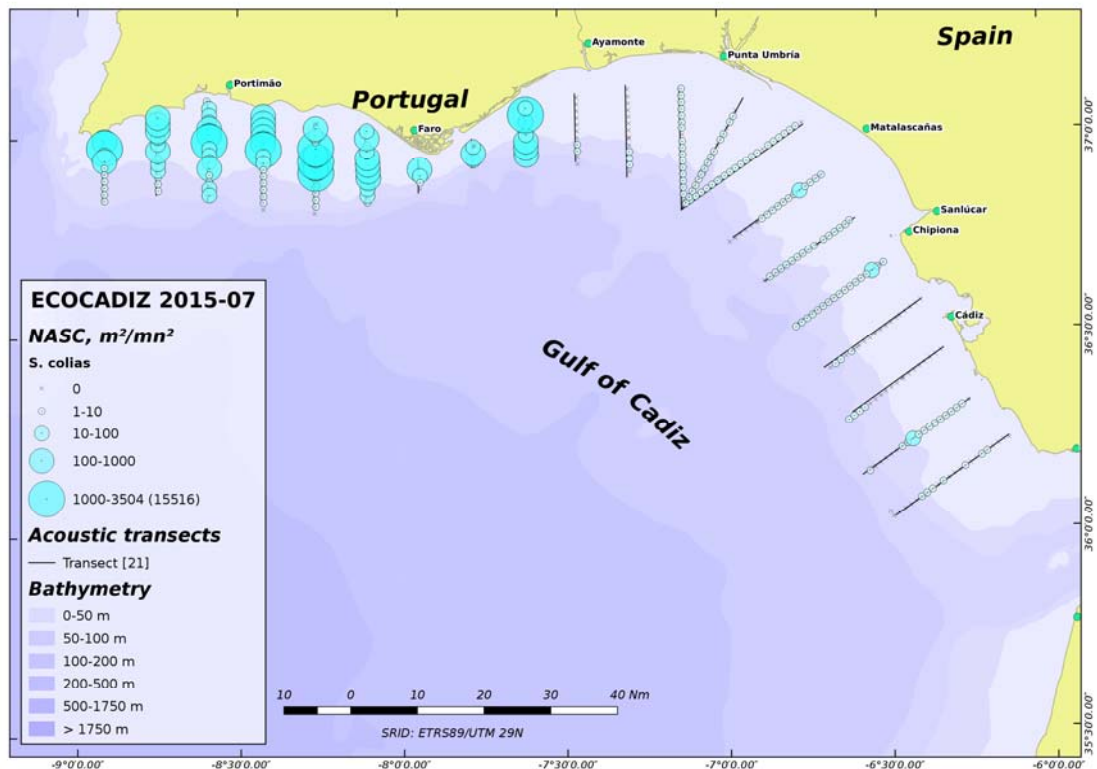 Spain
Ayamonte
Punta Umbría
Portimão
Portugal
Faro
Matalascañas
Sanlúcar
Chipiona
Cádiz
Gulf of Cadiz
37°0'0.00"
36°30'0.00"
36°0'0.00"
35°30'0.00"
ECOCADIZ 2015-07
NASC, m²/mn²
S. colias
0
1-10
10-100
100-1000
1000-3504 (15516)
Acoustic transects
Transect [21]
Bathymetry
0-50 m
50-100 m
100-200 m
200-500 m
500-1750 m
> 1750 m
10 0 10 20 30 40 Nm
SRID: ETRS89/UTM 29N
-9°0'0.00" -8°30'0.00" -8°0'0.00" -7°30'0.00" -7°0'0.00" -6°30'0.00" -6°0'0.00"